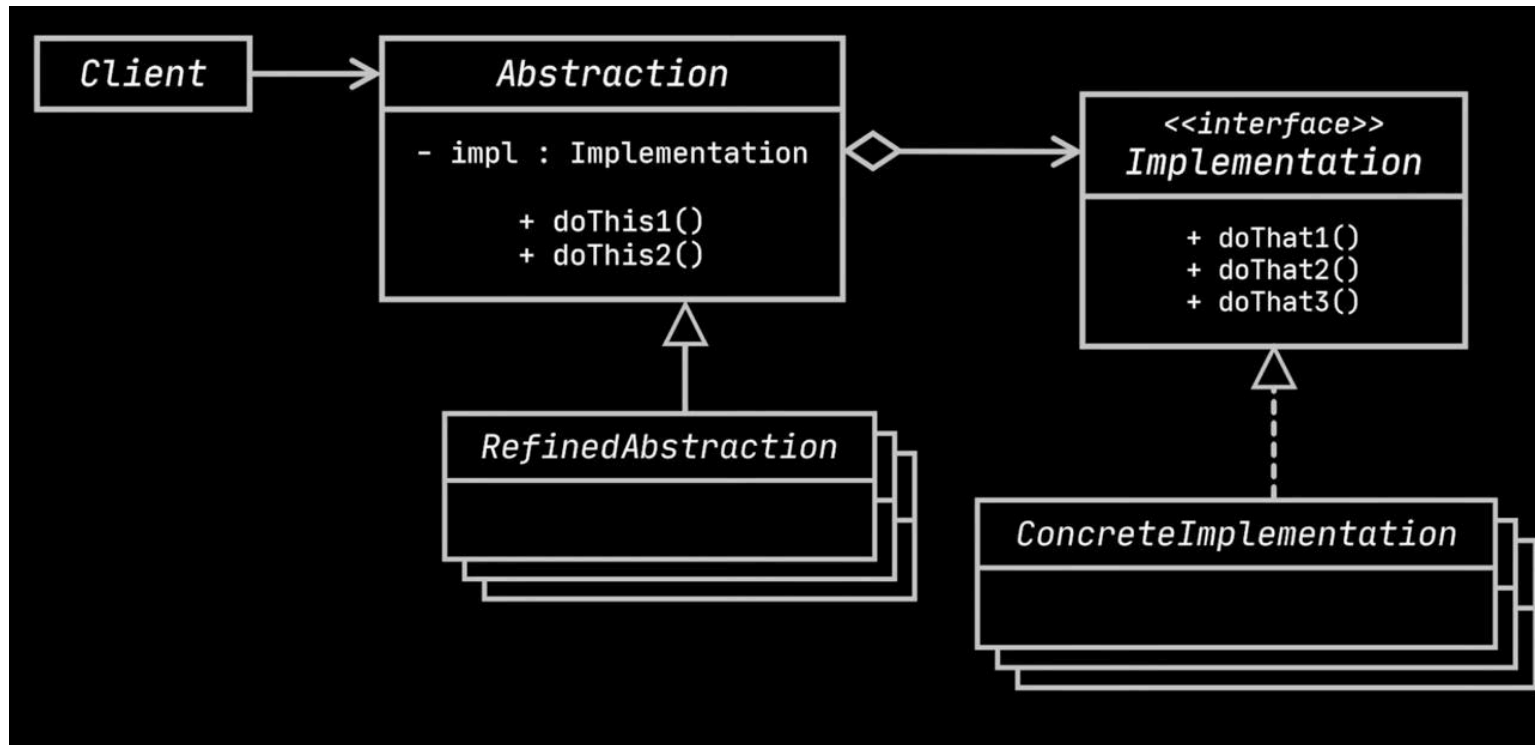 Client
Abstraction
- impl : Implementation
+ doThis1()
+ doThis2()
<<interface>>
Implementation
+ doThat1()
+ doThat2()
+ doThat3()
RefinedAbstraction
ConcreteImplementation